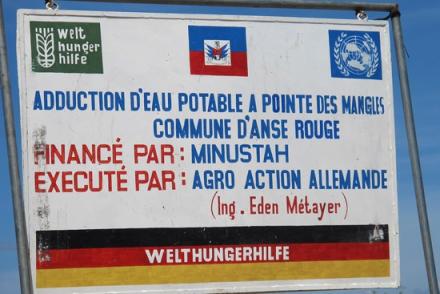 welt
hunger
hilfe
ADDUCTION D'EAU POTABLE A POINTE DES MANGLES
COMMUNE D'ANSE ROUGE
FINANCÉ PAR: MINUSTAH
EXECUTÉ PAR: AGRO ACTION ALLEMANDE
(Ing. Eden Métayer)
WELTHUNGERHILFE